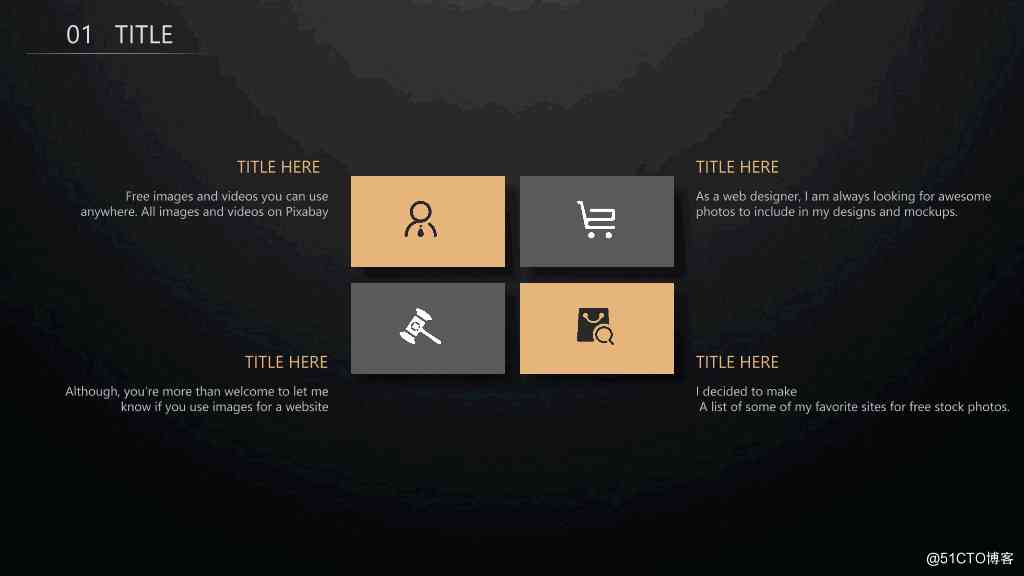 01 TITLE
TITLE HERE
Free images and videos you can use
anywhere. All images and videos on Pixabay
TITLE HERE
As a web designer, I am always looking for awesome
photos to include in my designs and mockups.
TITLE HERE
Although, you're more than welcome to let me
know if you use images for a website
TITLE HERE
I decided to make
A list of some of my favorite sites for free stock photos.
@51CTO博客